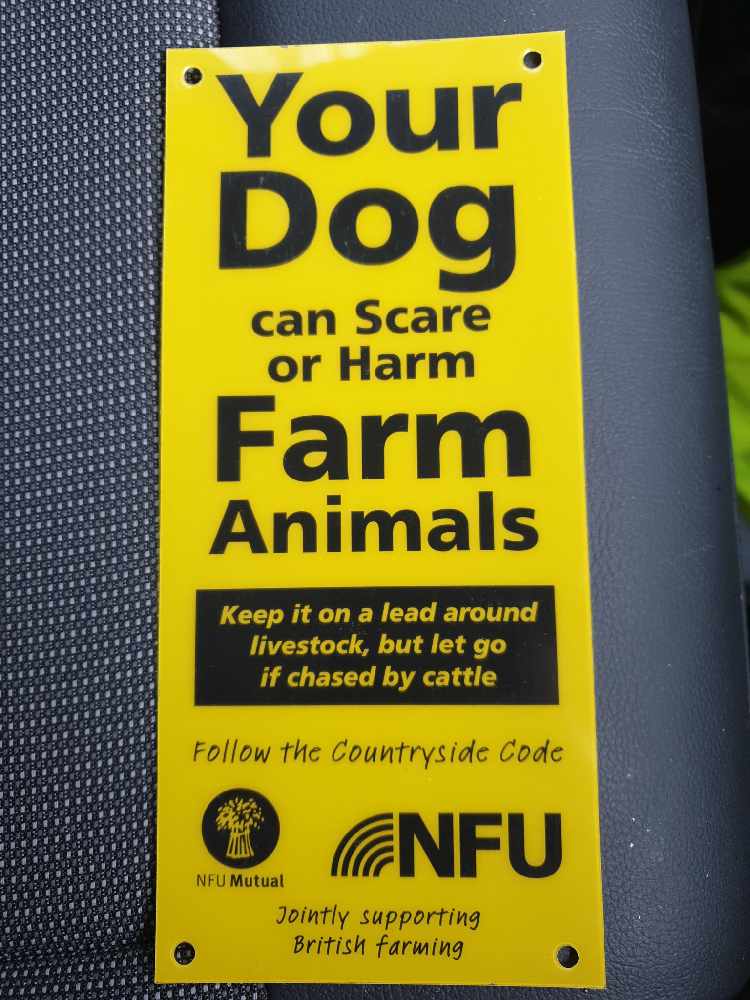 Your
Dog
can Scare
or Harm
Farm
Animals
Keep it on a lead around
livestock, but let go
if chased by cattle
Follow the Countryside Code
NFU Mutual
NFU
Jointly supporting
British farming